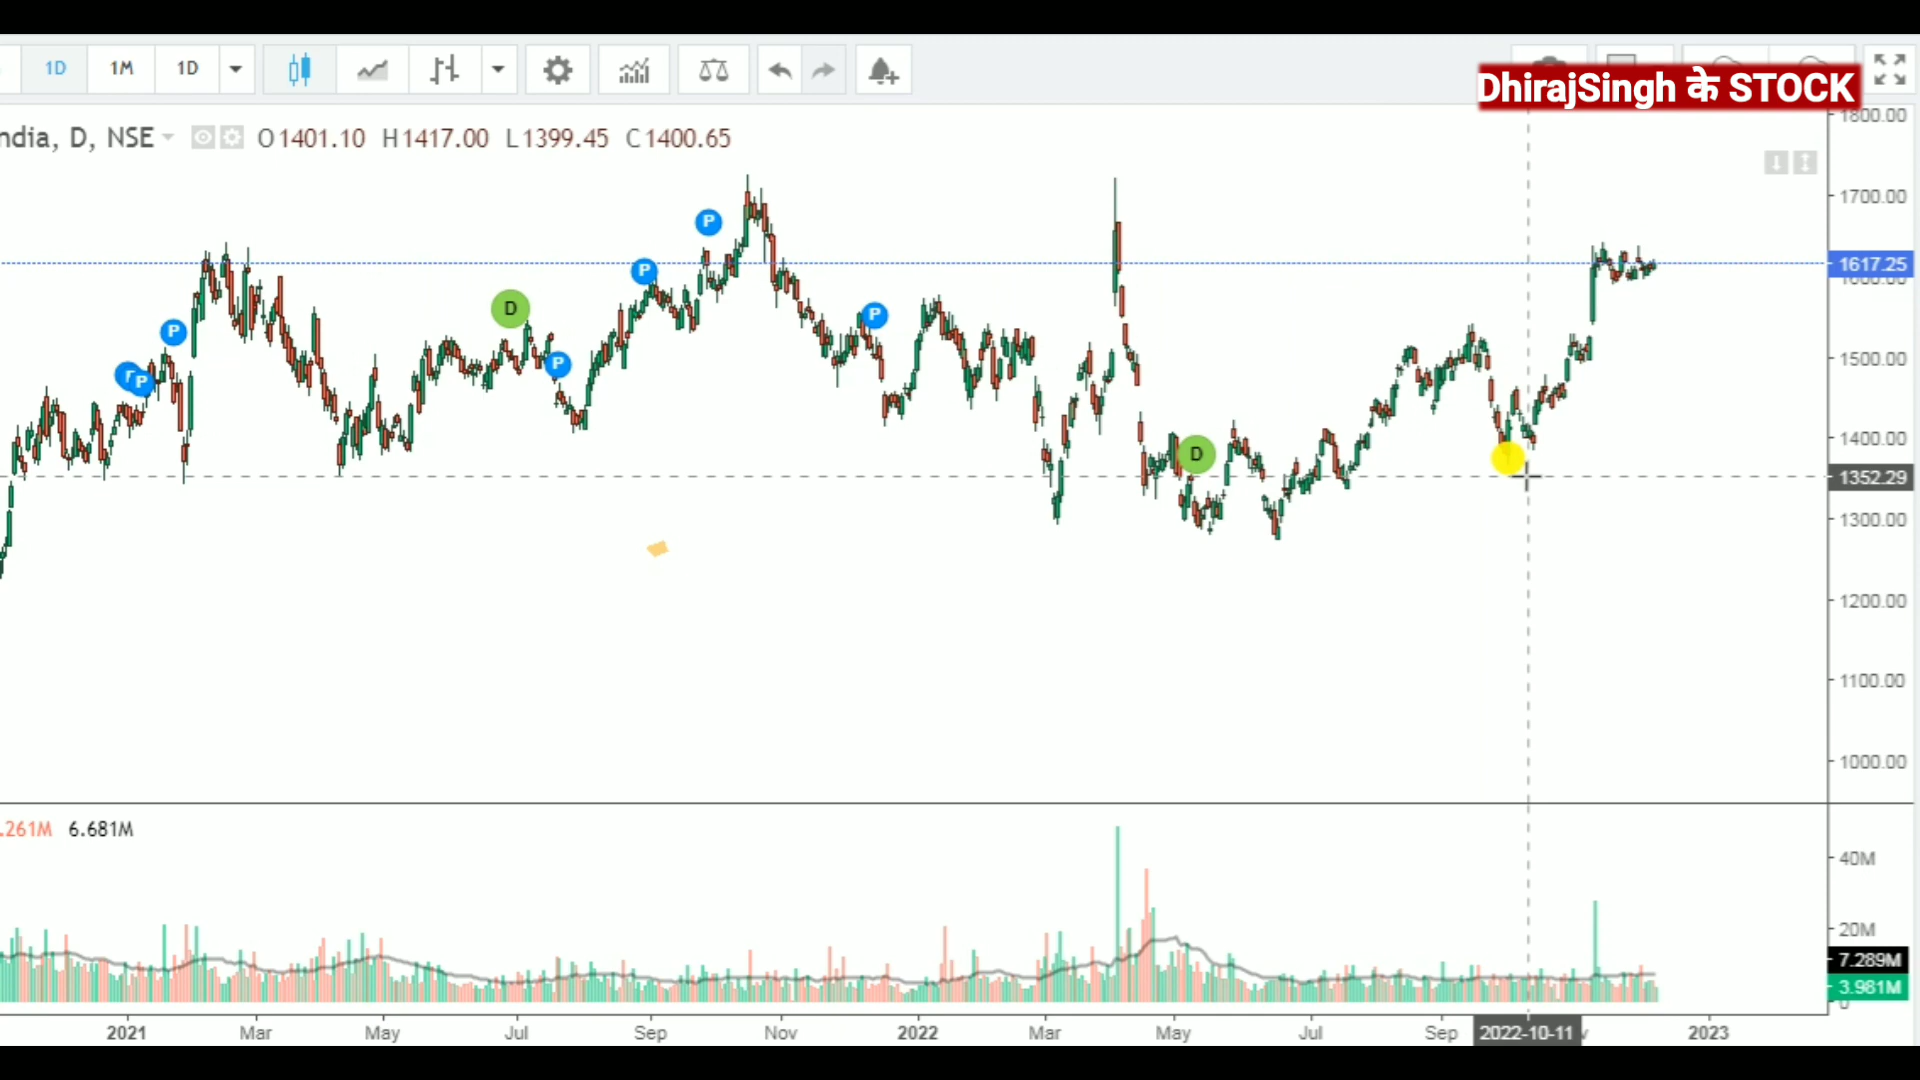 1D 1M 1D
DhirajSingh के STOCK
ndia, D, NSE O1401.10 H1417.00 L1399.45 C1400.65
1800.00
1700.00
1617.25
1600.00
1500.00
1400.00
1352.29
1300.00
1200.00
1100.00
1000.00
P
P
D
P
P
P
P
P
D
.261M 6.681M
40M
20M
7.289M
3.981M
0
2021 Mar May Jul Sep Nov 2022 Mar May Jul Sep 2022-10-11 2023